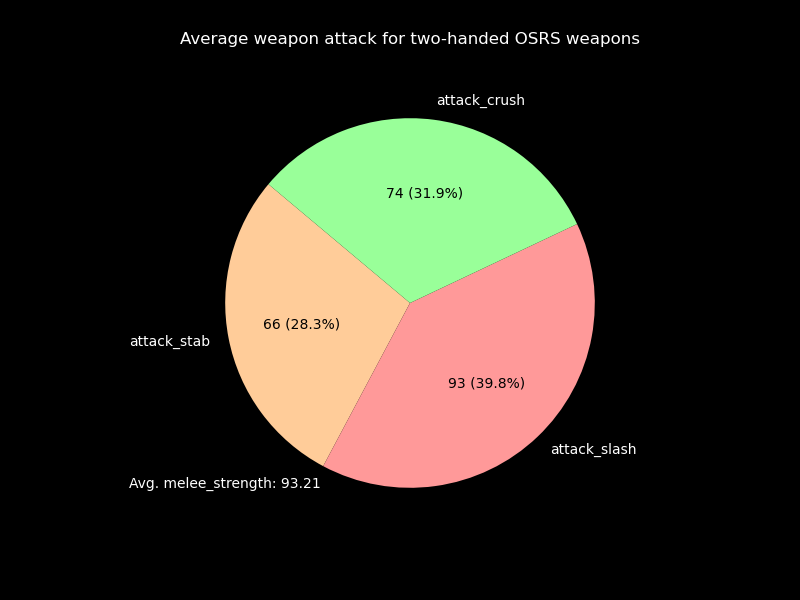 Average weapon attack for two-handed OSRS weapons
attack_crush
74 (31.9%)
66 (28.3%)
attack_stab
93 (39.8%)
attack_slash
Avg. melee_strength: 93.21